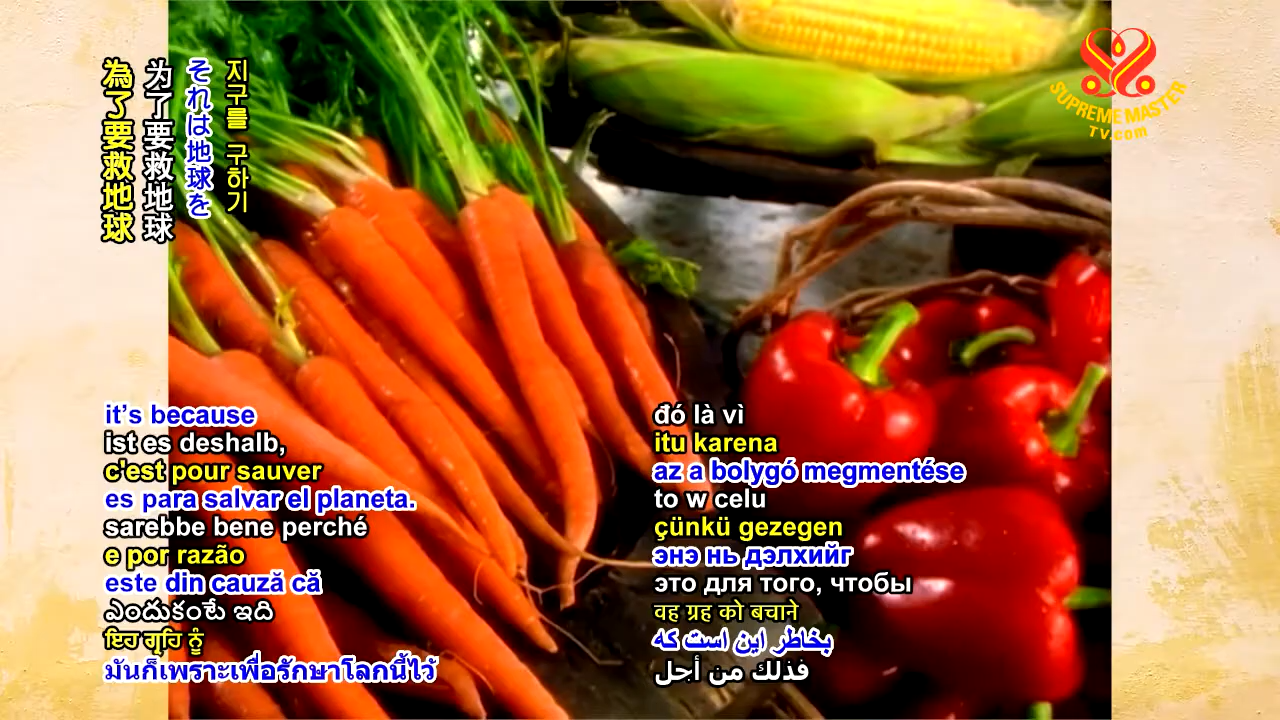 為了要救地球
为了要救地球
それは地球を
지구를 구하기
SUPREME MASTER
TV.com
it's because
ist es deshalb,
c'est pour sauver
es para salvar el planeta.
sarebbe bene perché
e por razão
este din cauză că
ఎందుకంటే ఇది
ਇਹ ਗ੍ਰਹਿ ਨੂੰ
มันก็เพราะเพื่อรักษาโลกนี้ไว้
đó là vì
itu karena
az a bolygó megmentése
to w celu
çünkü gezegen
энэ нь дэлхийг
это для того, чтобы
वह ग्रह को बचाने
بخاطر این است که
فذلك من أجل